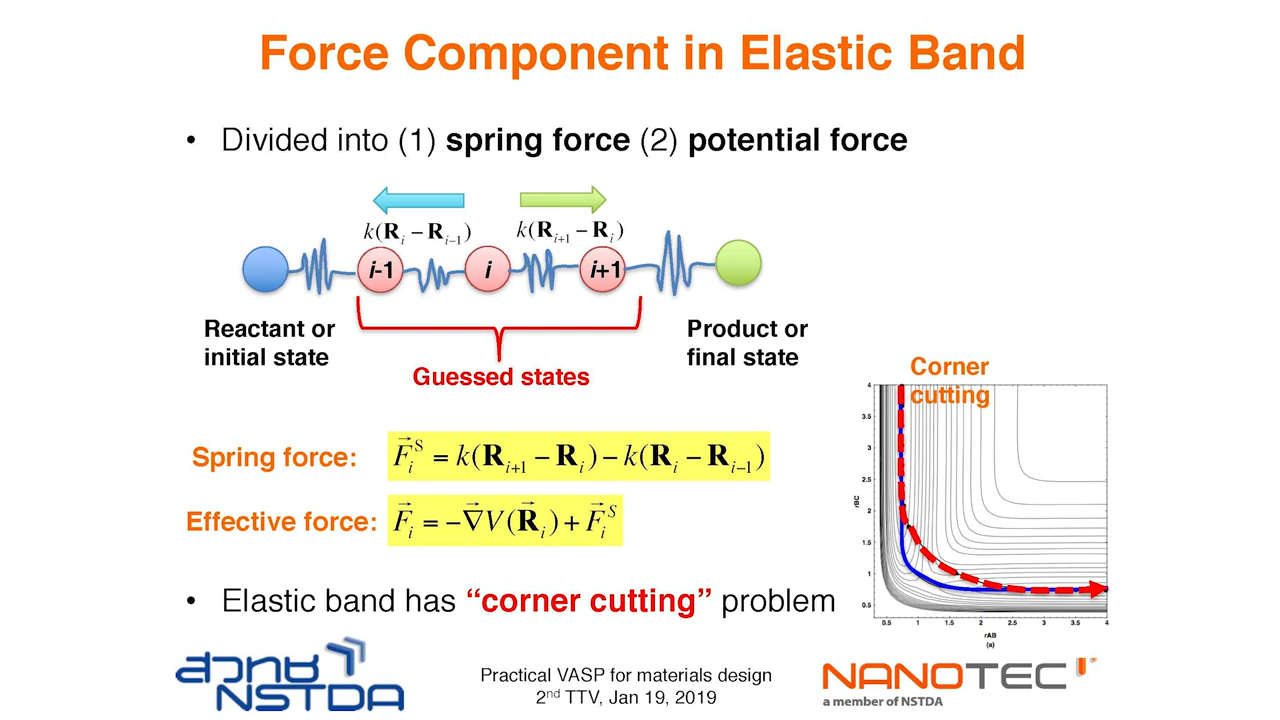 Force Component in Elastic Band
• Divided into (1) spring force (2) potential force
k(R_i − R_{i−1})
k(R_{i+1} − R_i)
i-1
i
i+1
Reactant or
initial state
Product or
final state
Guessed states
Corner
cutting
Spring force: F⃗_i^S = k(R_{i+1} − R_i) − k(R_i − R_{i−1})
Effective force: F⃗_i = −∇⃗V(R⃗_i) + F⃗_i^S
4
3.5
3
2.5
2
1.5
1
0.5
rBC
0.5 1 1.5 2 2.5 3 3.5 4
rAB
(a)
• Elastic band has “corner cutting” problem
NSTDA
Practical VASP for materials design
2nd TTV, Jan 19, 2019
NANOTEC
a member of NSTDA